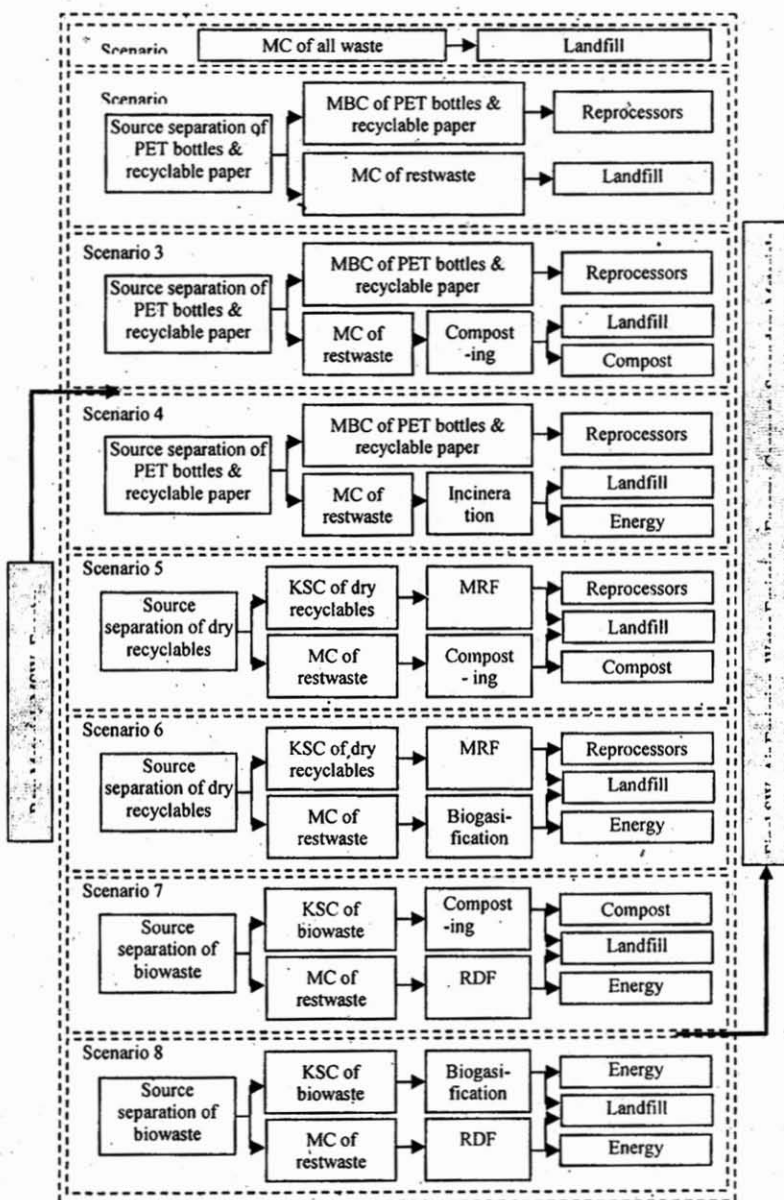 Scenario
MC of all waste
Landfill
Scenario
Source separation of
PET bottles &
recyclable paper
MBC of PET bottles &
recyclable paper
Reprocessors
MC of restwaste
Landfill
Scenario 3
Source separation of
PET bottles &
recyclable paper
MBC of PET bottles &
recyclable paper
Reprocessors
MC of
restwaste
Compost
-ing
Landfill
Compost
Scenario 4
Source separation of
PET bottles &
recyclable paper
MBC of PET bottles &
recyclable paper
Reprocessors
MC of
restwaste
Incinera
tion
Landfill
Energy
Scenario 5
Source
separation of dry
recyclables
KSC of dry
recyclables
MRF
Reprocessors
Landfill
MC of
restwaste
Compost
- ing
Compost
Scenario 6
Source
separation of dry
recyclables
KSC of dry
recyclables
MRF
Reprocessors
Landfill
MC of
restwaste
Biogasi-
fication
Energy
Scenario 7
Source
separation of
biowaste
KSC of
biowaste
Compost
-ing
Compost
Landfill
MC of
restwaste
RDF
Energy
Scenario 8
Source
separation of
biowaste
KSC of
biowaste
Biogasi-
fication
Energy
Landfill
MC of
restwaste
RDF
Energy